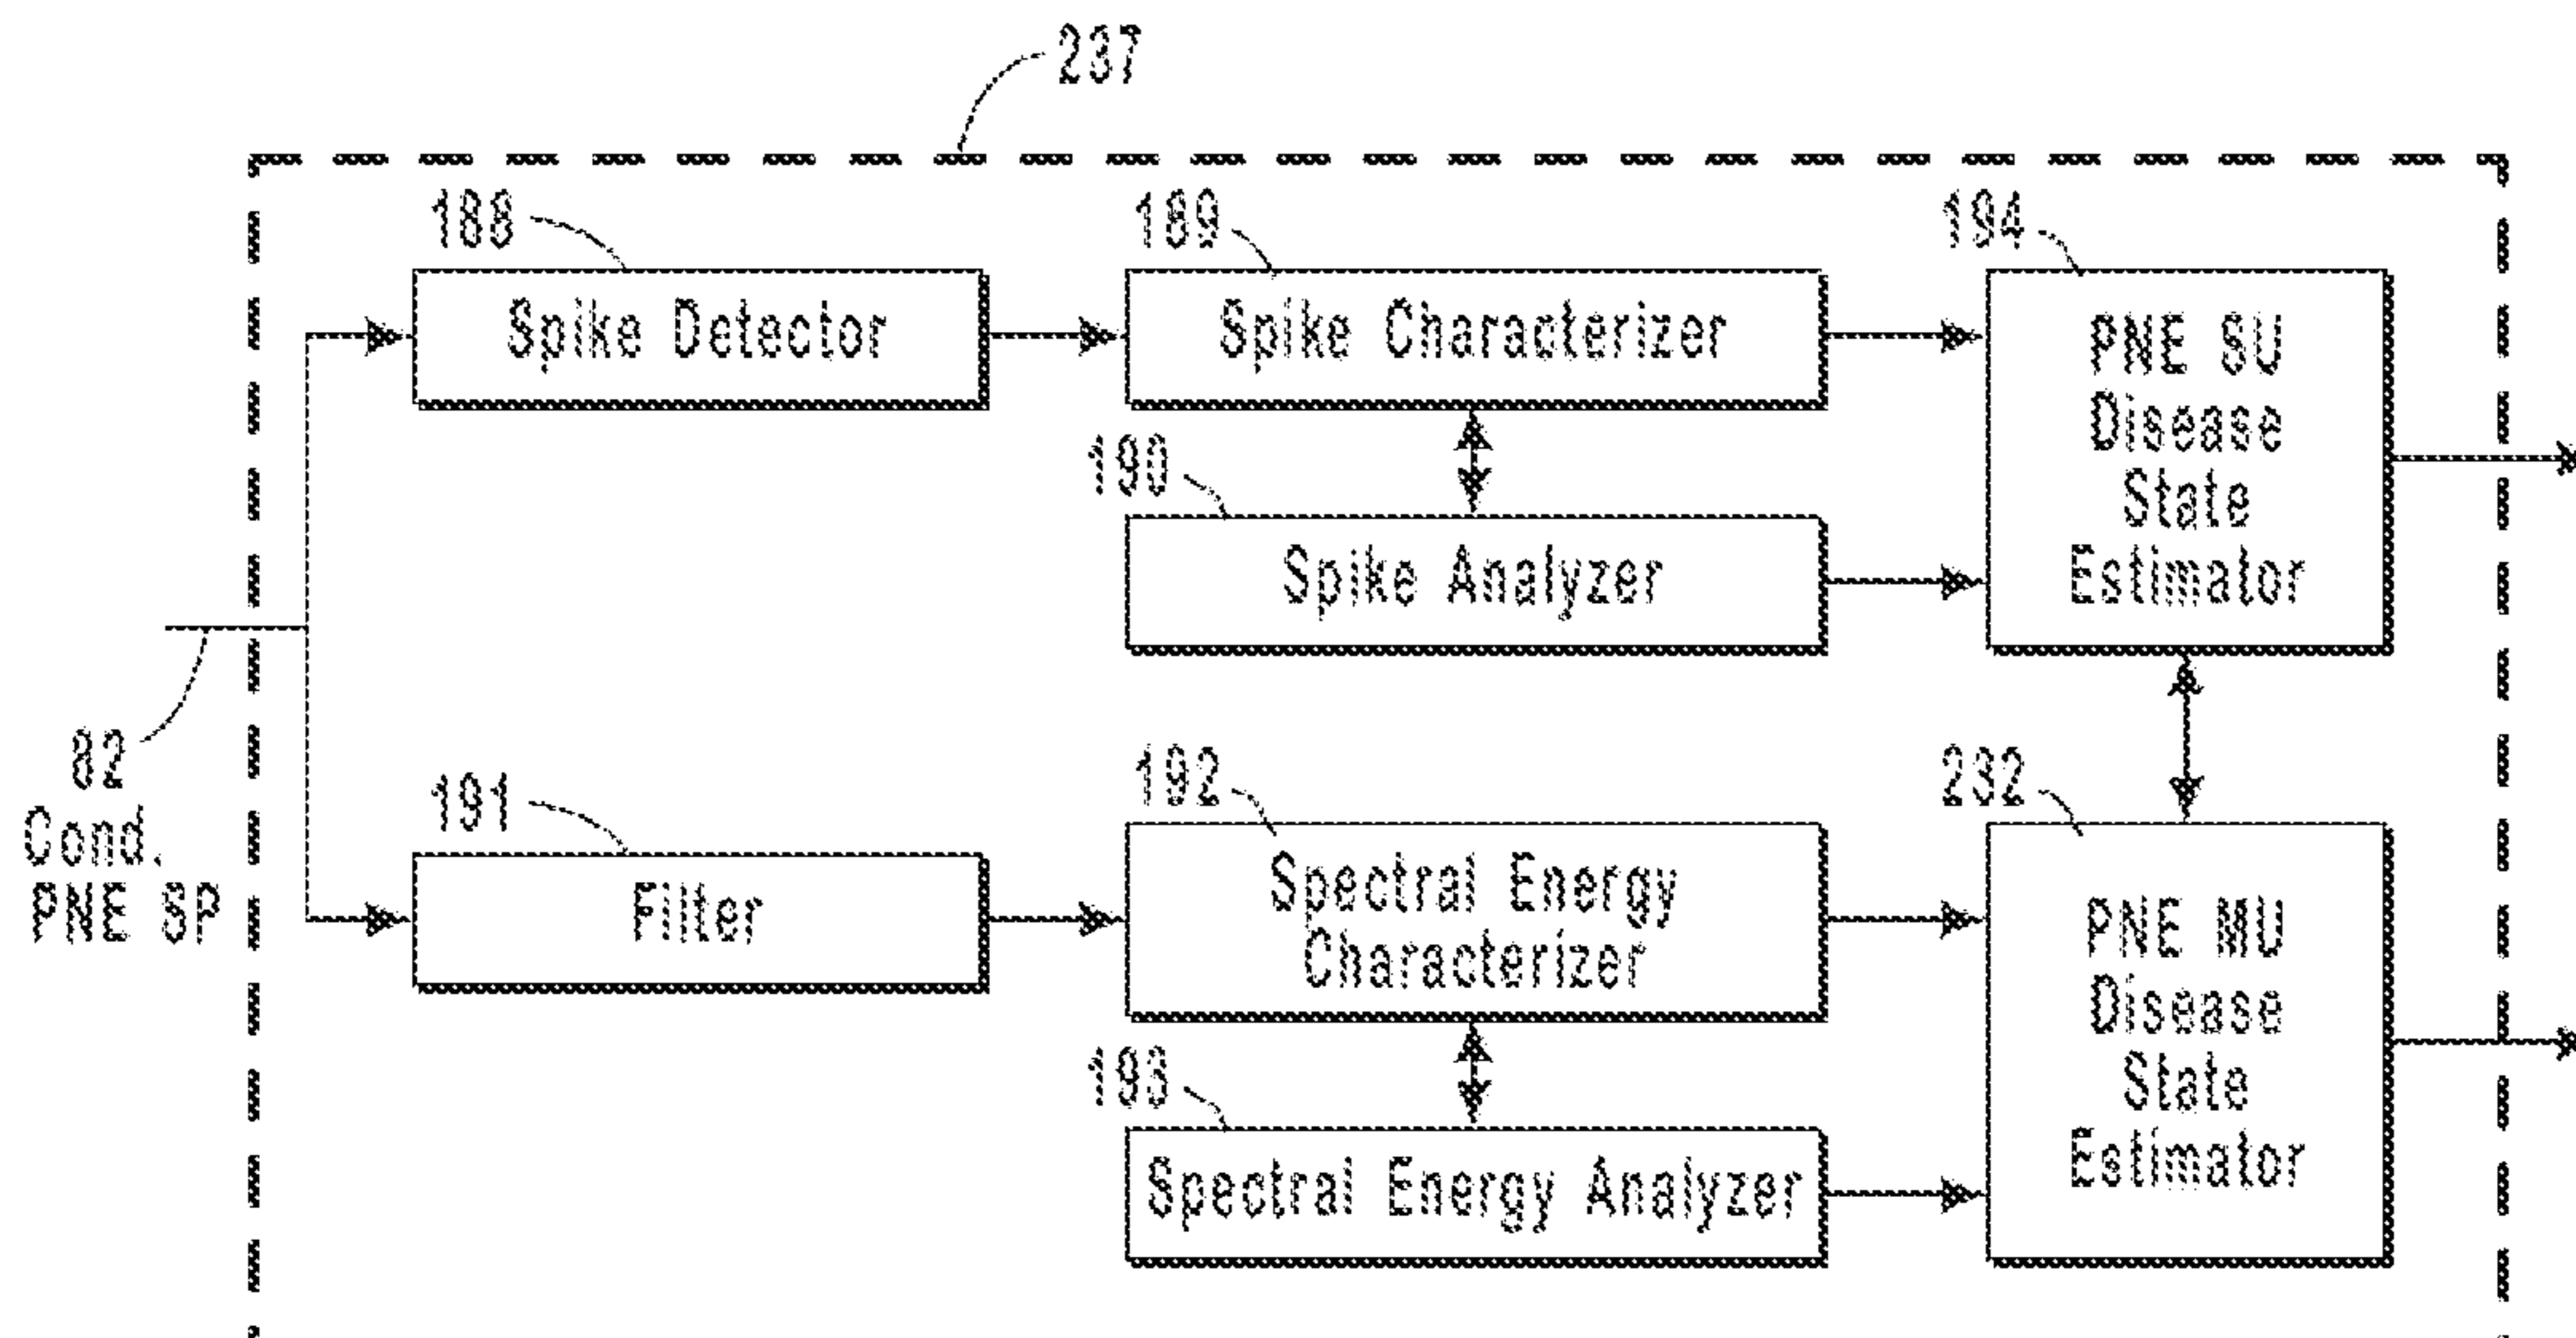 237
188
189
194
Spike Detector
Spike Characterizer
PNE SU
Disease
State
Estimator
190
Spike Analyzer
82
Cond.
PNE SP
191
192
232
Filter
Spectral Energy
Characterizer
PNE MU
Disease
State
Estimator
193
Spectral Energy Analyzer